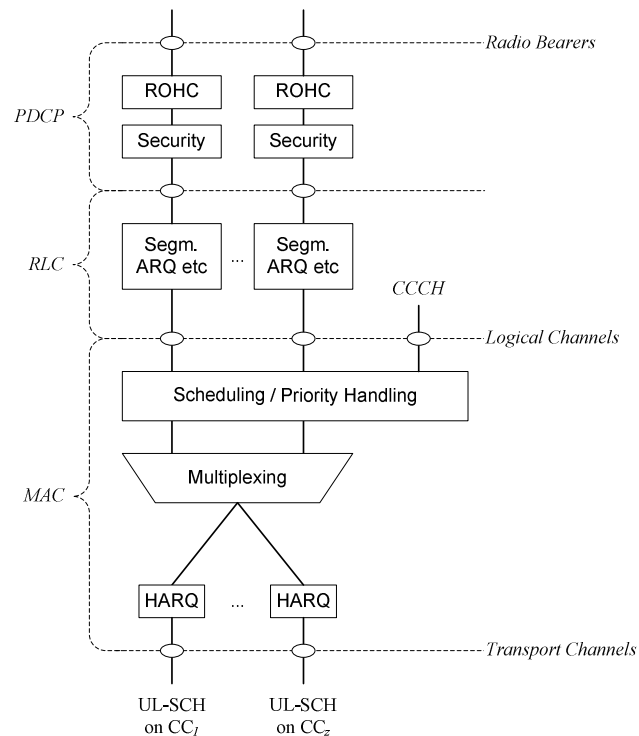 Radio Bearers
ROHC ROHC
PDCP
Security Security
Segm. ARQ etc ... Segm. ARQ etc
RLC
CCCH
Logical Channels
Scheduling / Priority Handling
Multiplexing
MAC
HARQ ... HARQ
Transport Channels
UL-SCH UL-SCH
on CC1 on CCz